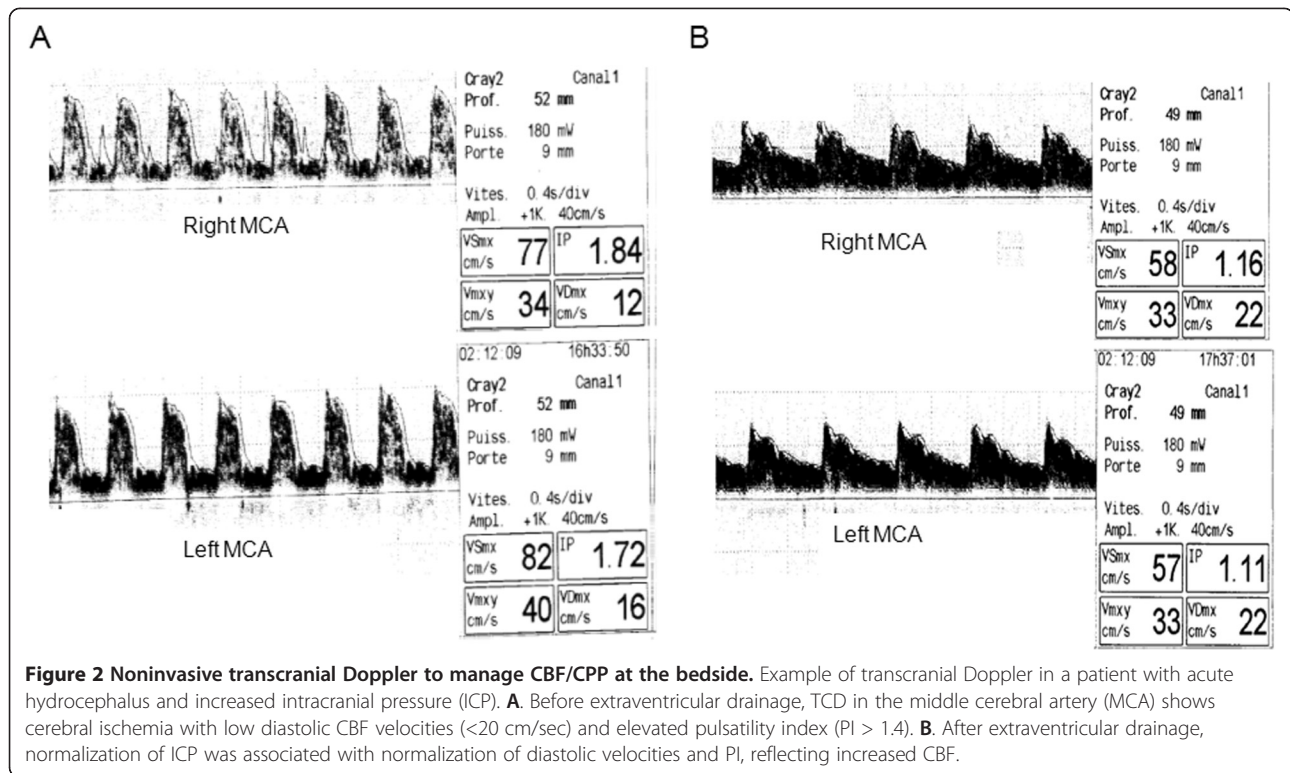 A
Cray2 Canal1
Prof. 52 mm
Puiss. 180 mW
Porte 9 mm
Vites. 0.4s/div
Ampl. +1K. 40cm/s
VSmx cm/s 77 IP 1.84
Vmxy cm/s 34 VDmx cm/s 12
Right MCA
02:12:09 16h33:50
Cray2 Canal1
Prof. 52 mm
Puiss. 180 mW
Porte 9 mm
Vites. 0.4s/div
Ampl. +1K. 40cm/s
VSmx cm/s 82 IP 1.72
Vmxy cm/s 40 VDmx cm/s 16
Left MCA
B
Cray2 Canal1
Prof. 49 mm
Puiss. 180 mW
Porte 9 mm
Vites. 0.4s/div
Ampl. +1K. 40cm/s
VSmx cm/s 58 IP 1.16
Vmxy cm/s 33 VDmx cm/s 22
Right MCA
02:12:09 17h37:01
Cray2 Canal1
Prof. 49 mm
Puiss. 180 mW
Porte 9 mm
Vites. 0.4s/div
Ampl. +1K. 40cm/s
VSmx cm/s 57 IP 1.11
Vmxy cm/s 33 VDmx cm/s 22
Left MCA
Figure 2 Noninvasive transcranial Doppler to manage CBF/CPP at the bedside. Example of transcranial Doppler in a patient with acute
hydrocephalus and increased intracranial pressure (ICP). A. Before extraventricular drainage, TCD in the middle cerebral artery (MCA) shows
cerebral ischemia with low diastolic CBF velocities (<20 cm/sec) and elevated pulsatility index (PI > 1.4). B. After extraventricular drainage,
normalization of ICP was associated with normalization of diastolic velocities and PI, reflecting increased CBF.